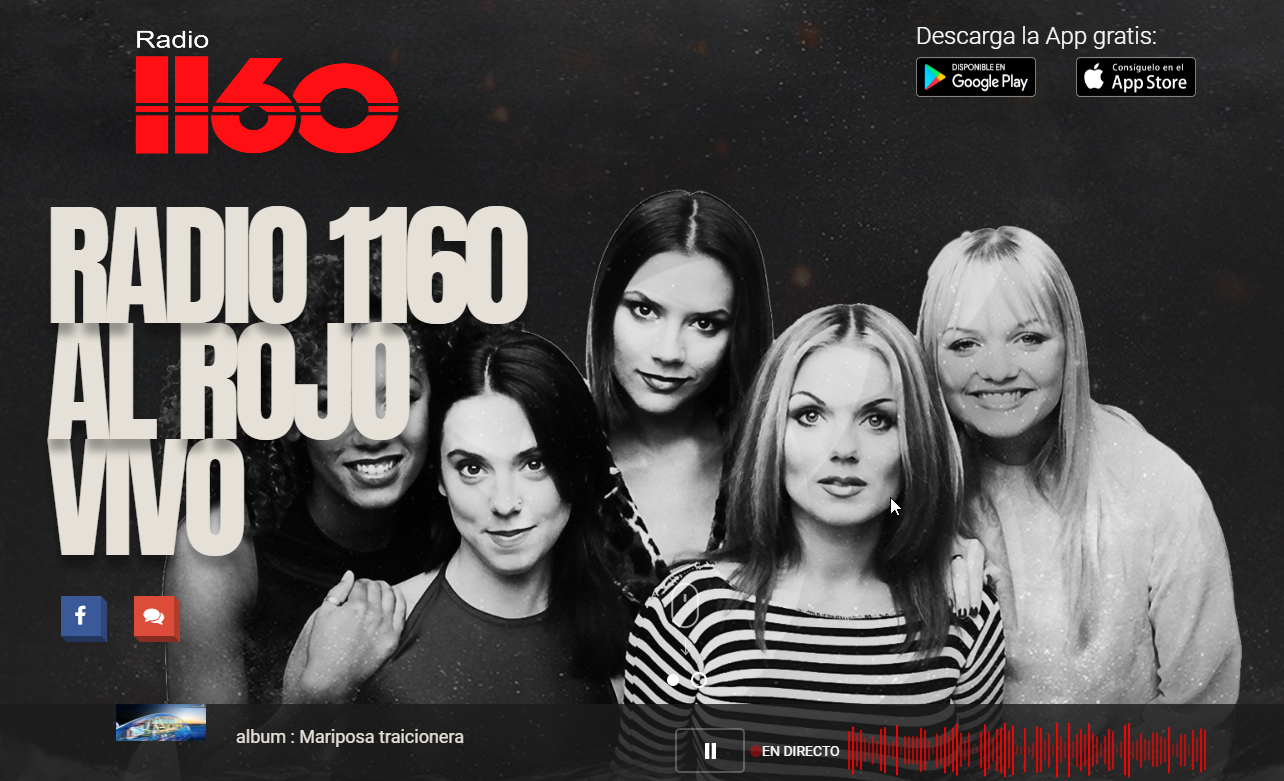 Radio
1160
Descarga la App gratis:
DISPONIBLE EN
Google Play
Consíguelo en el
App Store
RADIO 1160
AL ROJO
VIVO
album : Mariposa traicionera
EN DIRECTO